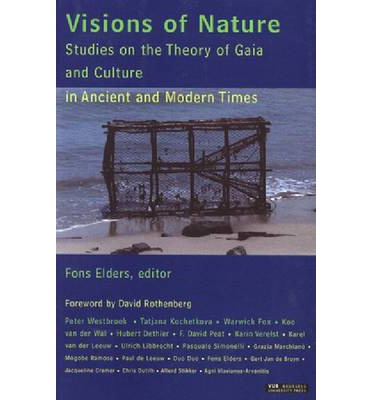 Visions of Nature
Studies on the Theory of Gaia
and Culture
in Ancient and Modern Times
Fons Elders, editor
Foreword by David Rothenberg
Peter Westbroek • Tatjana Kochetkova • Warwick Fox • Koo
van der Wal • Hubert Dethier • F. David Peat • Karin Verelst • Karel
van der Leeuw • Ulrich Libbrecht • Pasquale Simonelli • Grazia Marchianò •
Mogobe Ramose • Paul de Leeuw • Duo Duo • Fons Elders • Gert Jan de Bruyn •
Jacqueline Cramer • Chris Dutilh • Allerd Stikker • Agni Vlavianos-Arvanitis
VUB BRUSSELS
UNIVERSITY PRESS